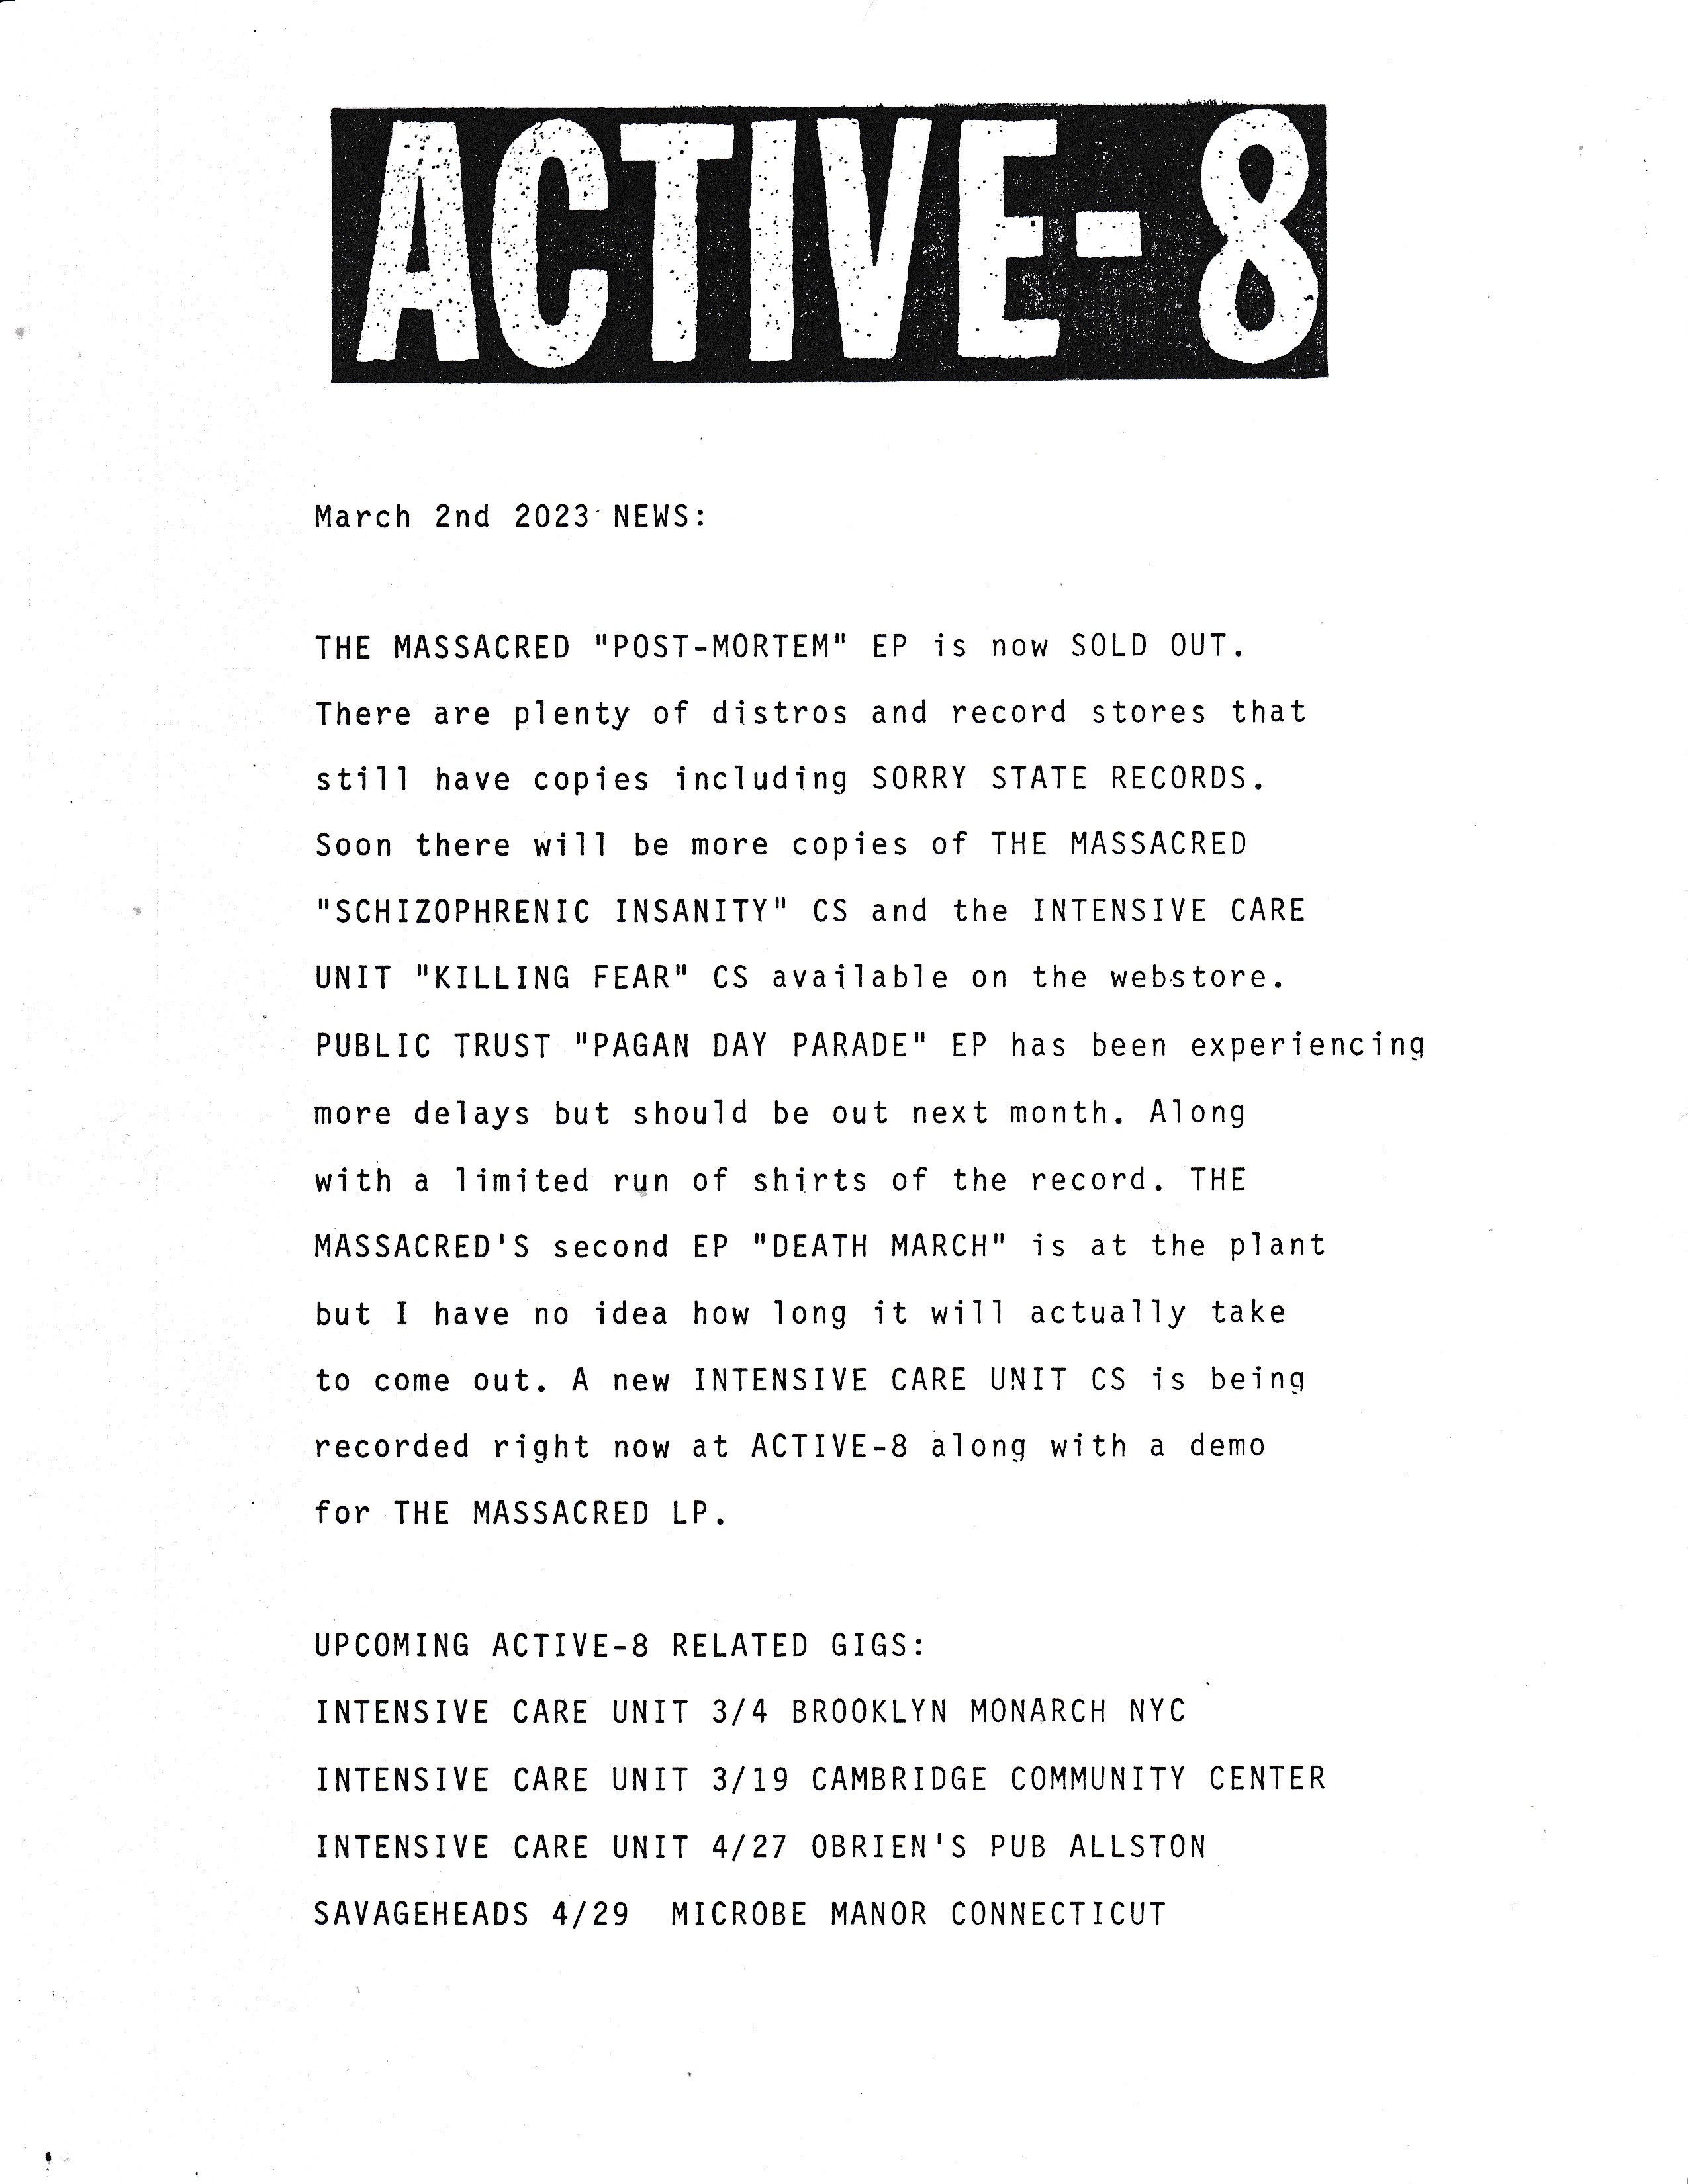 ACTIVE-8
March 2nd 2023 NEWS:
THE MASSACRED "POST-MORTEM" EP is now SOLD OUT.
There are plenty of distros and record stores that
still have copies including SORRY STATE RECORDS.
Soon there will be more copies of THE MASSACRED
"SCHIZOPHRENIC INSANITY" CS and the INTENSIVE CARE
UNIT "KILLING FEAR" CS available on the webstore.
PUBLIC TRUST "PAGAN DAY PARADE" EP has been experiencing
more delays but should be out next month. Along
with a limited run of shirts of the record. THE
MASSACRED'S second EP "DEATH MARCH" is at the plant
but I have no idea how long it will actually take
to come out. A new INTENSIVE CARE UNIT CS is being
recorded right now at ACTIVE-8 along with a demo
for THE MASSACRED LP.
UPCOMING ACTIVE-8 RELATED GIGS:
INTENSIVE CARE UNIT 3/4 BROOKLYN MONARCH NYC
INTENSIVE CARE UNIT 3/19 CAMBRIDGE COMMUNITY CENTER
INTENSIVE CARE UNIT 4/27 OBRIEN'S PUB ALLSTON
SAVAGEHEADS 4/29  MICROBE MANOR CONNECTICUT